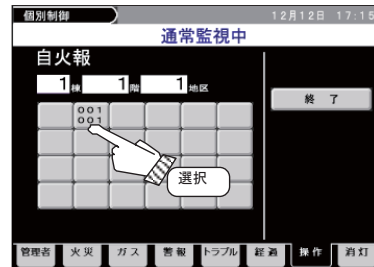 個別制御 12月12日 17:15
通常監視中
自火報
1棟 1階 1地区
終 了
001
001
選択
管理者 火災 ガス 警報 トラブル 経過 操作 消灯